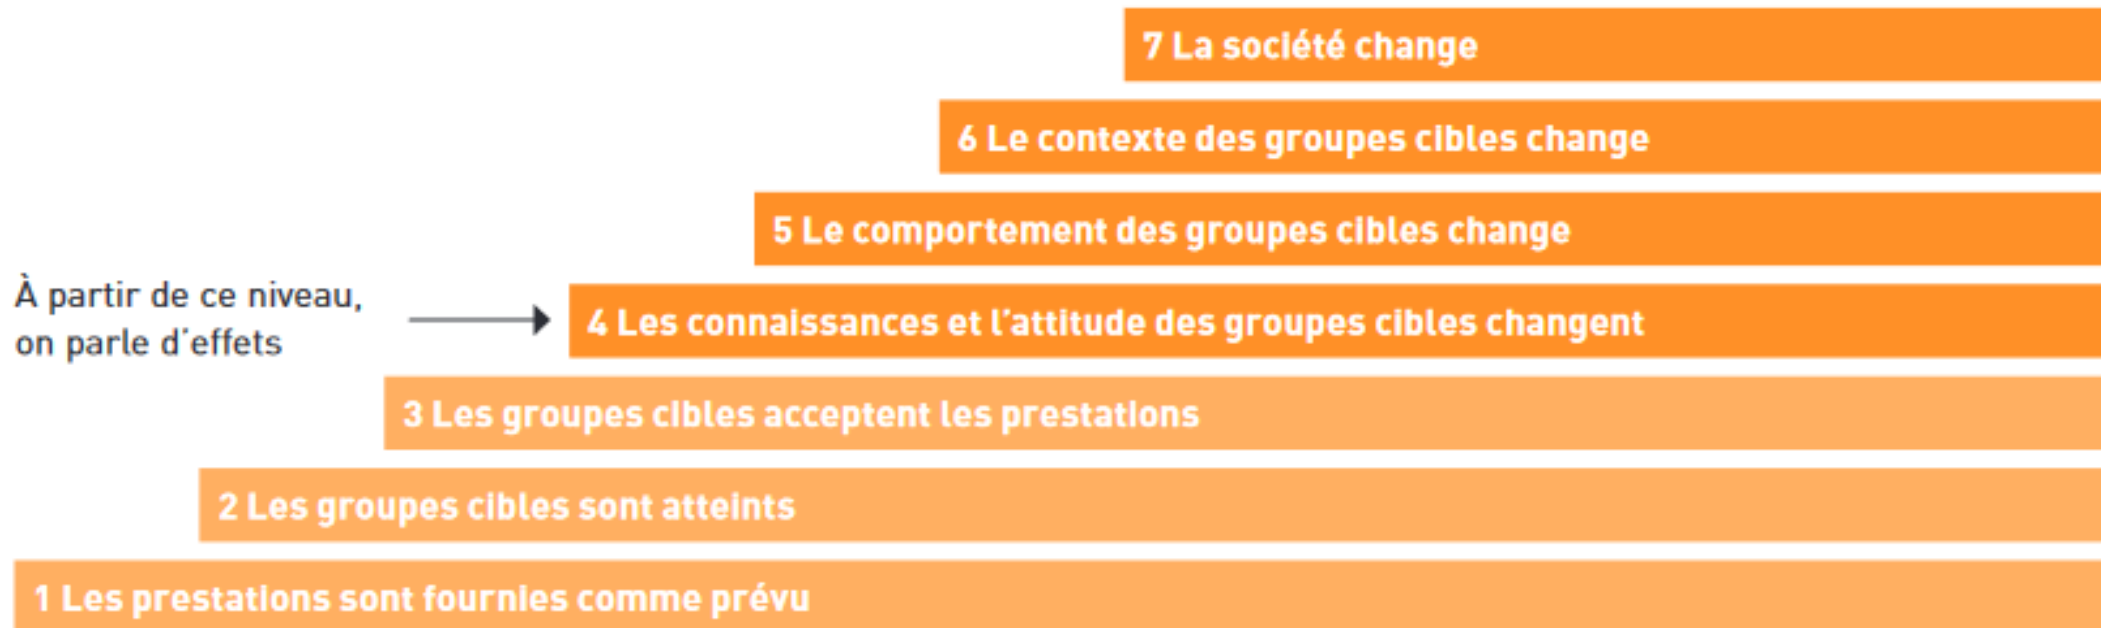 7 La société change
6 Le contexte des groupes cibles change
5 Le comportement des groupes cibles change
À partir de ce niveau,
on parle d'effets
4 Les connaissances et l'attitude des groupes cibles changent
3 Les groupes cibles acceptent les prestations
2 Les groupes cibles sont atteints
1 Les prestations sont fournies comme prévu